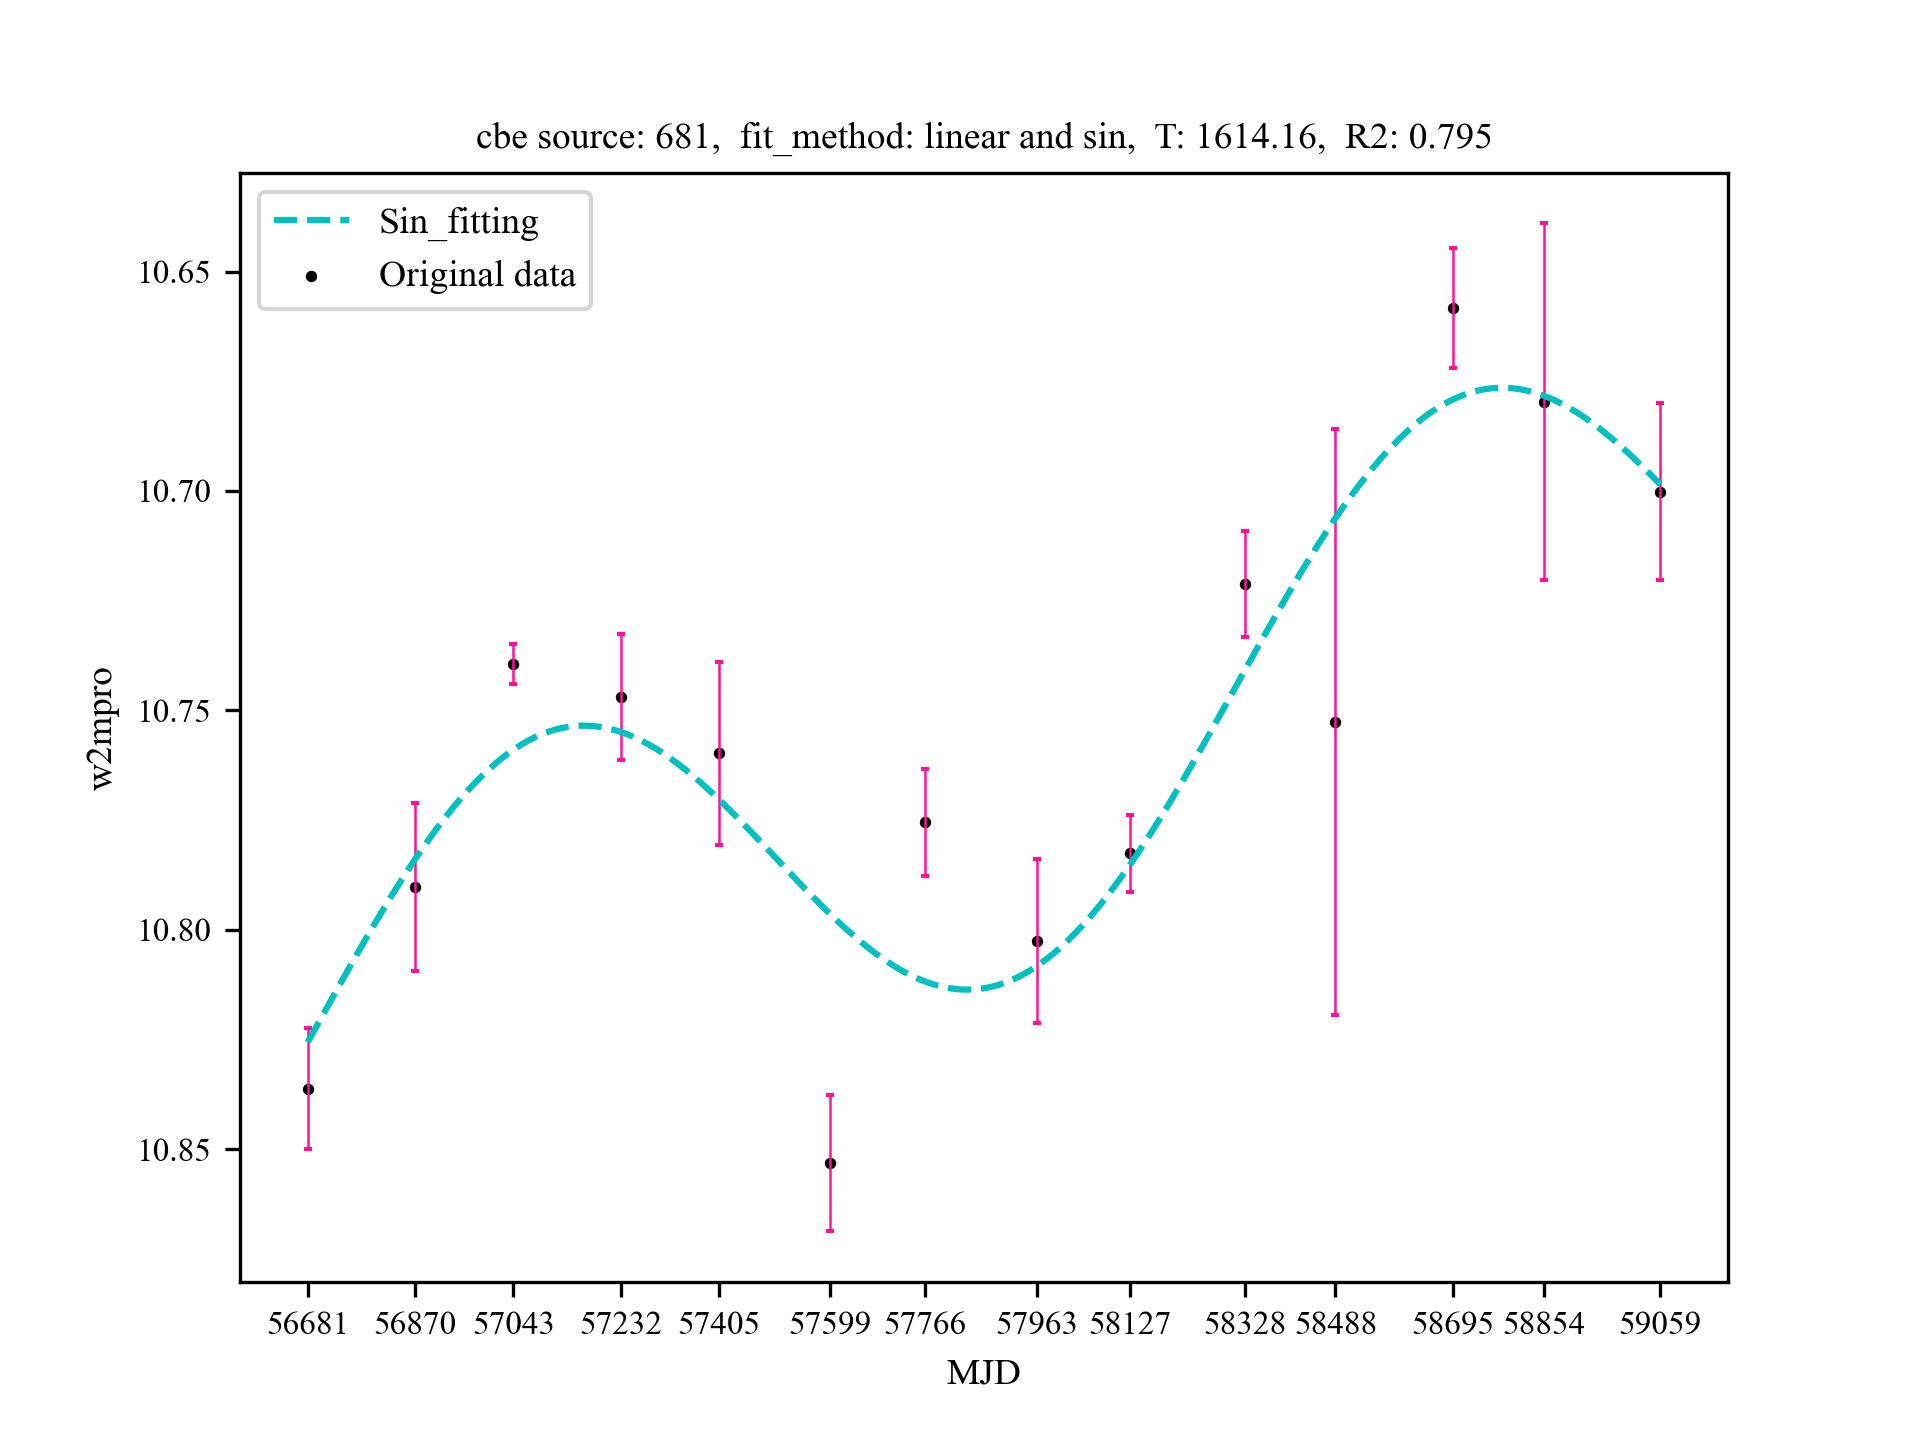 cbe source: 681,  fit_method: linear and sin,  T: 1614.16,  R2: 0.795
Sin_fitting
Original data
10.65
10.70
10.75
10.80
10.85
w2mpro
56681 56870 57043 57232 57405 57599 57766 57963 58127 58328 58488 58695 58854 59059
MJD